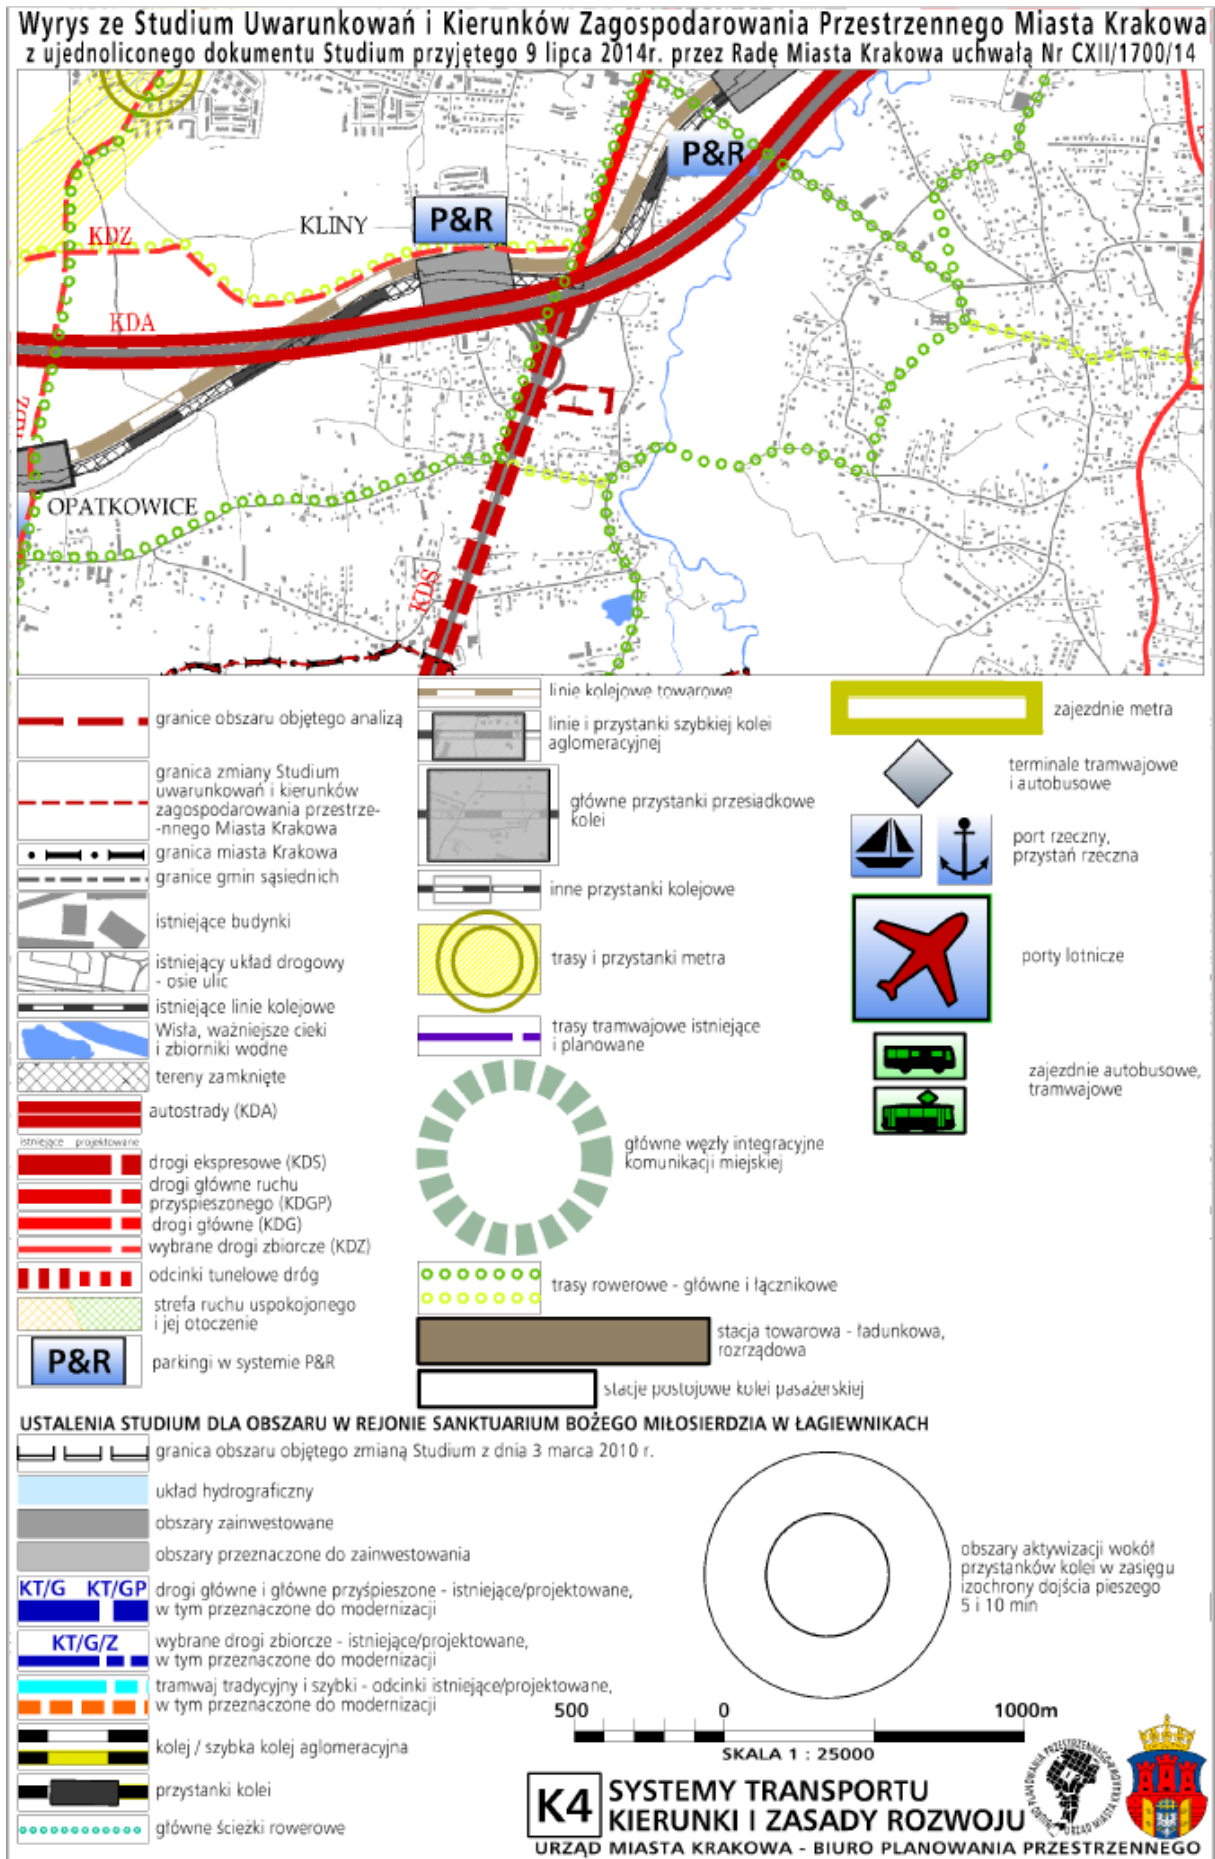 Wyrys ze Studium Uwarunkowań i Kierunków Zagospodarowania Przestrzennego Miasta Krakowa
z ujednoliconego dokumentu Studium przyjętego 9 lipca 2014r. przez Radę Miasta Krakowa uchwałą Nr CXII/1700/14
P&R
P&R
KLINY
KDZ
KDA
KDZ
OPATKOWICE
KDS
granice obszaru objętego analizą
granica zmiany Studium
uwarunkowań i kierunków
zagospodarowania przestrze-
-nnego Miasta Krakowa
granica miasta Krakowa
granice gmin sąsiednich
istniejące budynki
istniejący układ drogowy
- osie ulic
istniejące linie kolejowe
Wisła, ważniejsze cieki
i zbiorniki wodne
tereny zamknięte
autostrady (KDA)
istniejące projektowane
drogi ekspresowe (KDS)
drogi główne ruchu
przyspieszonego (KDGP)
drogi główne (KDG)
wybrane drogi zbiorcze (KDZ)
odcinki tunelowe dróg
strefa ruchu uspokojonego
i jej otoczenie
P&R
parkingi w systemie P&R
linie kolejowe towarowe
linie i przystanki szybkiej kolei
aglomeracyjnej
główne przystanki przesiadkowe
kolei
inne przystanki kolejowe
trasy i przystanki metra
trasy tramwajowe istniejące
i planowane
główne węzły integracyjne
komunikacji miejskiej
trasy rowerowe - główne i łącznikowe
stacja towarowa - ładunkowa,
rozrządowa
stacje postojowe kolei pasażerskiej
zajezdnie metra
terminale tramwajowe
i autobusowe
port rzeczny,
przystań rzeczna
porty lotnicze
zajezdnie autobusowe,
tramwajowe
USTALENIA STUDIUM DLA OBSZARU W REJONIE SANKTUARIUM BOŻEGO MIŁOSIERDZIA W ŁAGIEWNIKACH
granica obszaru objętego zmianą Studium z dnia 3 marca 2010 r.
układ hydrograficzny
obszary zainwestowane
obszary przeznaczone do zainwestowania
KT/G KT/GP
drogi główne i główne przyśpieszone - istniejące/projektowane,
w tym przeznaczone do modernizacji
KT/G/Z
wybrane drogi zbiorcze - istniejące/projektowane,
w tym przeznaczone do modernizacji
tramwaj tradycyjny i szybki - odcinki istniejące/projektowane,
w tym przeznaczone do modernizacji
kolej / szybka kolej aglomeracyjna
przystanki kolei
główne ścieżki rowerowe
obszary aktywizacji wokół
przystanków kolei w zasięgu
izochrony dojścia pieszego
5 i 10 min
500 0 1000m
SKALA 1 : 25000
K4
SYSTEMY TRANSPORTU
KIERUNKI I ZASADY ROZWOJU
URZĄD MIASTA KRAKOWA - BIURO PLANOWANIA PRZESTRZENNEGO